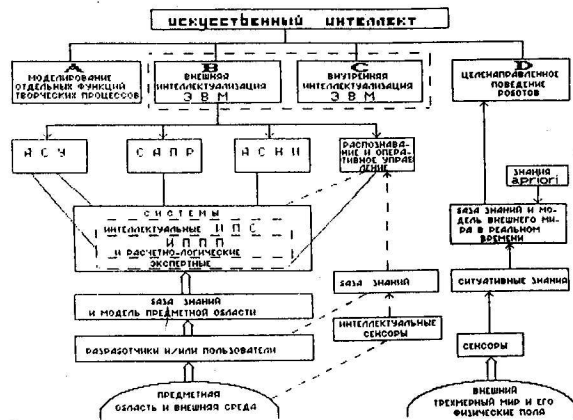 ИСКУССТВЕННЫЙ ИНТЕЛЛЕКТ
А
МОДЕЛИРОВАНИЕ
ОТДЕЛЬНЫХ ФУНКЦИЙ
ТВОРЧЕСКИХ ПРОЦЕССОВ
В
ВНЕШНЯЯ
ИНТЕЛЛЕКТУАЛИЗАЦИЯ
ЭВМ
С
ВНУТРЕННЯЯ
ИНТЕЛЛЕКТУАЛИЗАЦИЯ
ЭВМ
D
ЦЕЛЕНАПРАВЛЕННОЕ
ПОВЕДЕНИЕ
РОБОТОВ
АСУ
САПР
АСНИ
РАСПОЗНАВА-
НИЕ И ОПЕРА-
ТИВНОЕ УПРАВ-
ЛЕНИЕ
ЗНАНИЯ
apriori
СИСТЕМЫ
ИНТЕЛЛЕКТУАЛЬНЫЕ ИПС
ИППП
И РАСЧЕТНО-ЛОГИЧЕСКИЕ
ЭКСПЕРТНЫЕ
БАЗА ЗНАНИЙ И МО-
ДЕЛЬ ВНЕШНЕГО МИ-
РА В РЕАЛЬНОМ
ВРЕМЕНИ
БАЗА ЗНАНИЙ
И МОДЕЛЬ ПРЕДМЕТНОЙ ОБЛАСТИ
БАЗА ЗНАНИЙ
СИТУАТИВНЫЕ ЗНАНИЯ
РАЗРАБОТЧИКИ И/ИЛИ ПОЛЬЗОВАТЕЛИ
ИНТЕЛЛЕКТУАЛЬНЫЕ
СЕНСОРЫ
СЕНСОРЫ
ПРЕДМЕТНАЯ
ОБЛАСТЬ И ВНЕШНЯЯ СРЕДА
ВНЕШНИЙ
ТРЕХМЕРНЫЙ МИР И ЕГО
ФИЗИЧЕСКИЕ ПОЛЯ